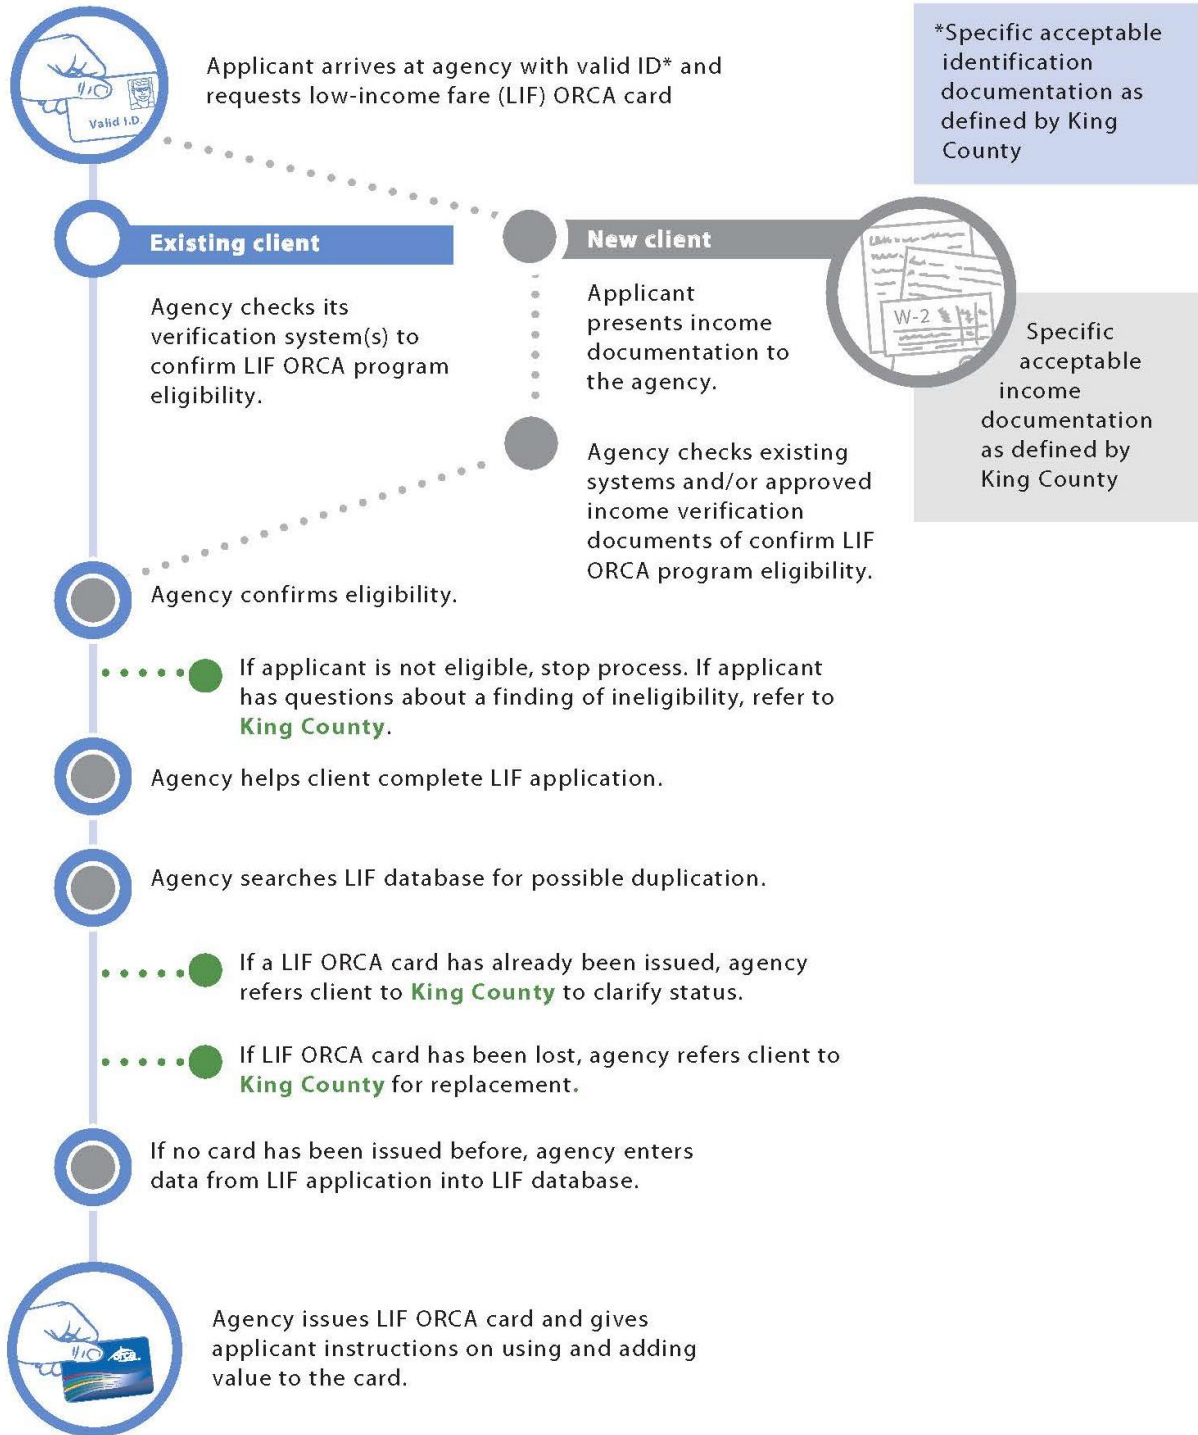 Applicant arrives at agency with valid ID* and
requests low-income fare (LIF) ORCA card
Valid I.D.
*Specific acceptable
identification
documentation as
defined by King
County
Existing client
Agency checks its
verification system(s) to
confirm LIF ORCA program
eligibility.
New client
Applicant
presents income
documentation to
the agency.
W-2
Specific
acceptable
income
documentation
as defined by
King County
Agency checks existing
systems and/or approved
income verification
documents of confirm LIF
ORCA program eligibility.
Agency confirms eligibility.
If applicant is not eligible, stop process. If applicant
has questions about a finding of ineligibility, refer to
King County.
Agency helps client complete LIF application.
Agency searches LIF database for possible duplication.
If a LIF ORCA card has already been issued, agency
refers client to King County to clarify status.
If LIF ORCA card has been lost, agency refers client to
King County for replacement.
If no card has been issued before, agency enters
data from LIF application into LIF database.
Agency issues LIF ORCA card and gives
applicant instructions on using and adding
value to the card.
orca